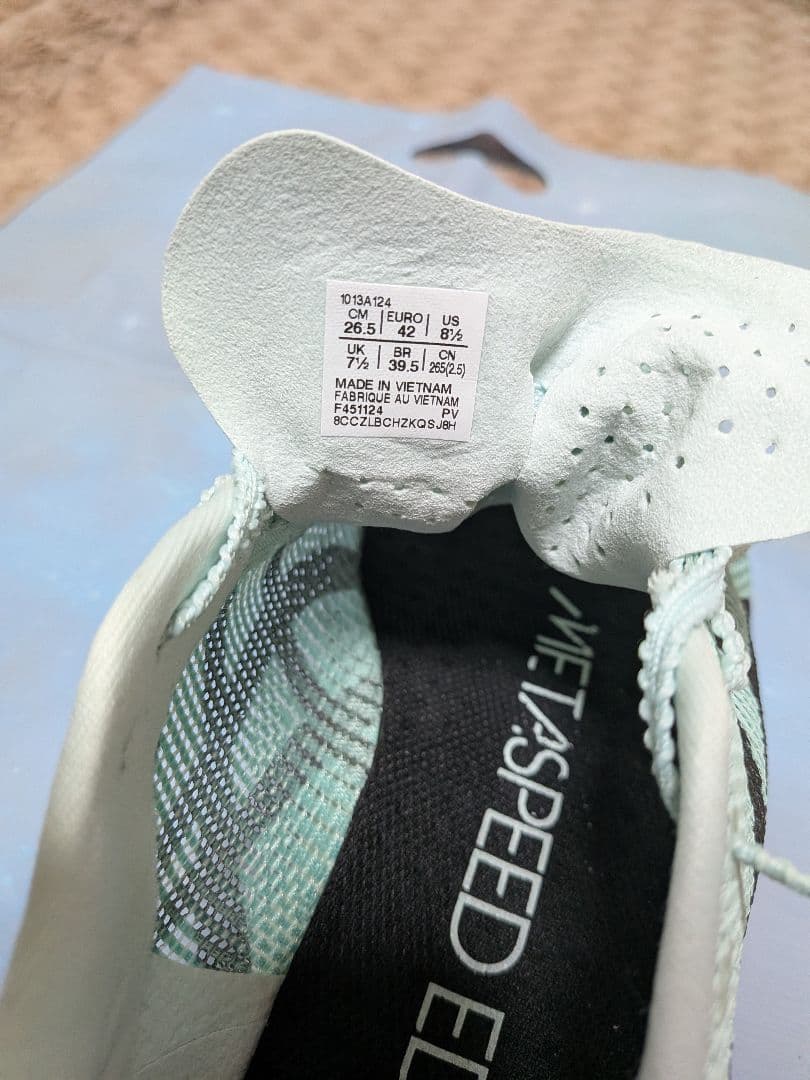 1013A124
CM EURO US
26.5 42 8½
UK BR CN
7½ 39.5 265(2.5)
MADE IN VIETNAM
FABRIQUE AU VIETNAM
F451124 PV
8CCZLBCHZKQSJ8H
METASPEED ED